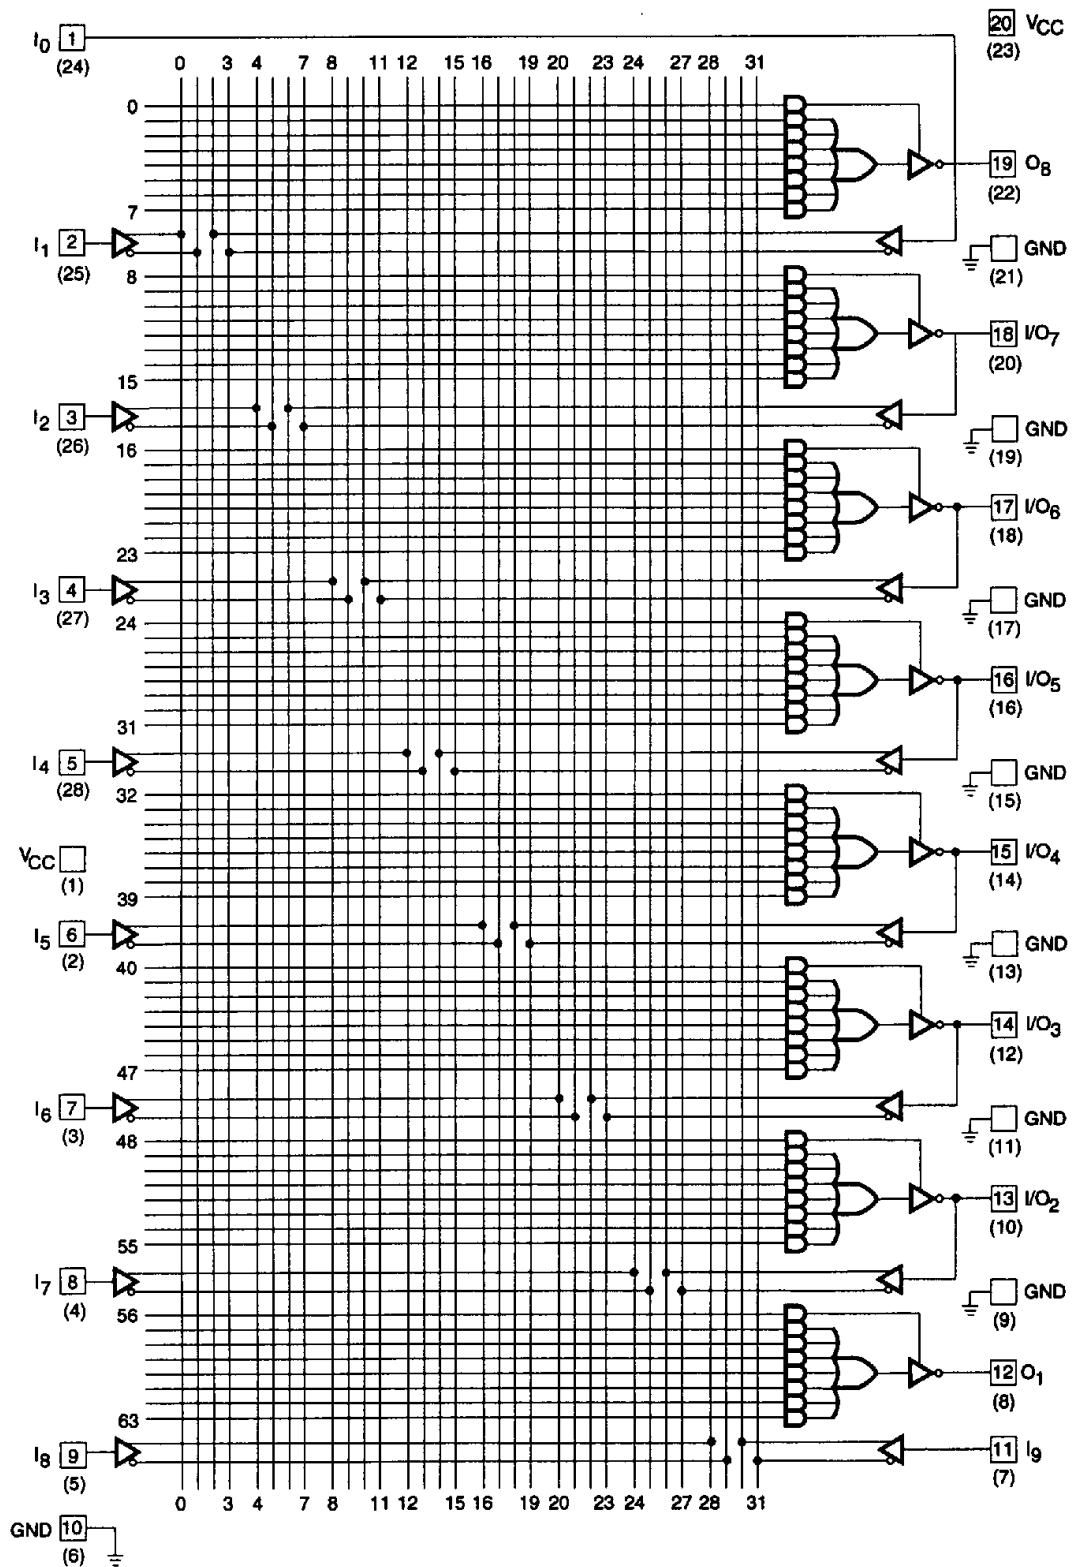 I0 1 20 VCC
(24) (23)
0 3 4 7 8 11 12 15 16 19 20 23 24 27 28 31
0
19 O8
(22)
7
I1 2 GND
(25) (21)
8
18 I/O7
(20)
15
I2 3 GND
(26) (19)
16
17 I/O6
(18)
23
I3 4 GND
(27) (17)
24
16 I/O5
(16)
31
I4 5 GND
(28) (15)
32
VCC 15 I/O4
(1) (14)
39
I5 6 GND
(2) (13)
40
14 I/O3
(12)
47
I6 7 GND
(3) (11)
48
13 I/O2
(10)
55
I7 8 GND
(4) (9)
56
12 O1
(8)
63
I8 9 11 I9
(5) (7)
0 3 4 7 8 11 12 15 16 19 20 23 24 27 28 31
GND 10
(6)